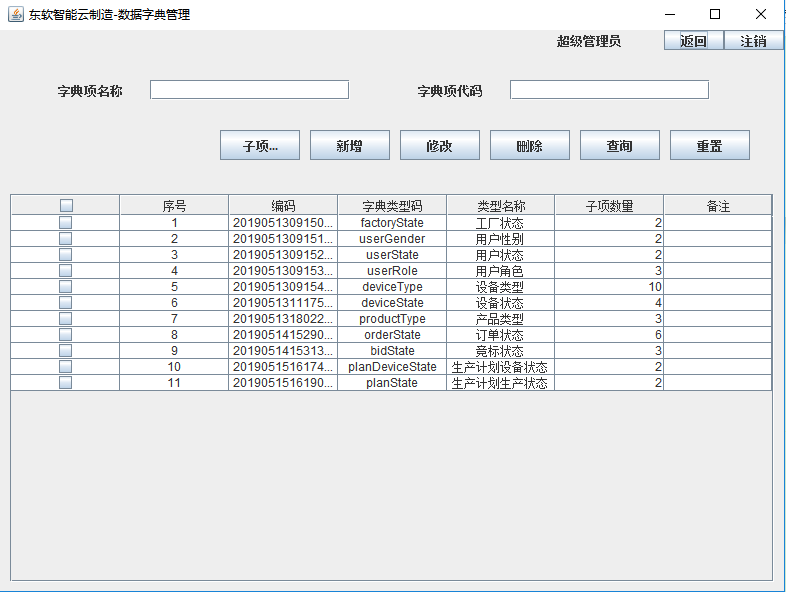 东软智能云制造-数据字典管理
超级管理员 返回 注销
字典项名称 字典项代码
子项... 新增 修改 删除 查询 重置
序号 编码 字典类型码 类型名称 子项数量 备注
1 2019051309150... factoryState 工厂状态 2
2 2019051309151... userGender 用户性别 2
3 2019051309152... userState 用户状态 2
4 2019051309153... userRole 用户角色 3
5 2019051309154... deviceType 设备类型 10
6 2019051311175... deviceState 设备状态 4
7 2019051318022... productType 产品类型 3
8 2019051415290... orderState 订单状态 6
9 2019051415313... bidState 竟标状态 3
10 2019051516174... planDeviceState 生产计划设备状态 2
11 2019051516190... planState 生产计划生产状态 2